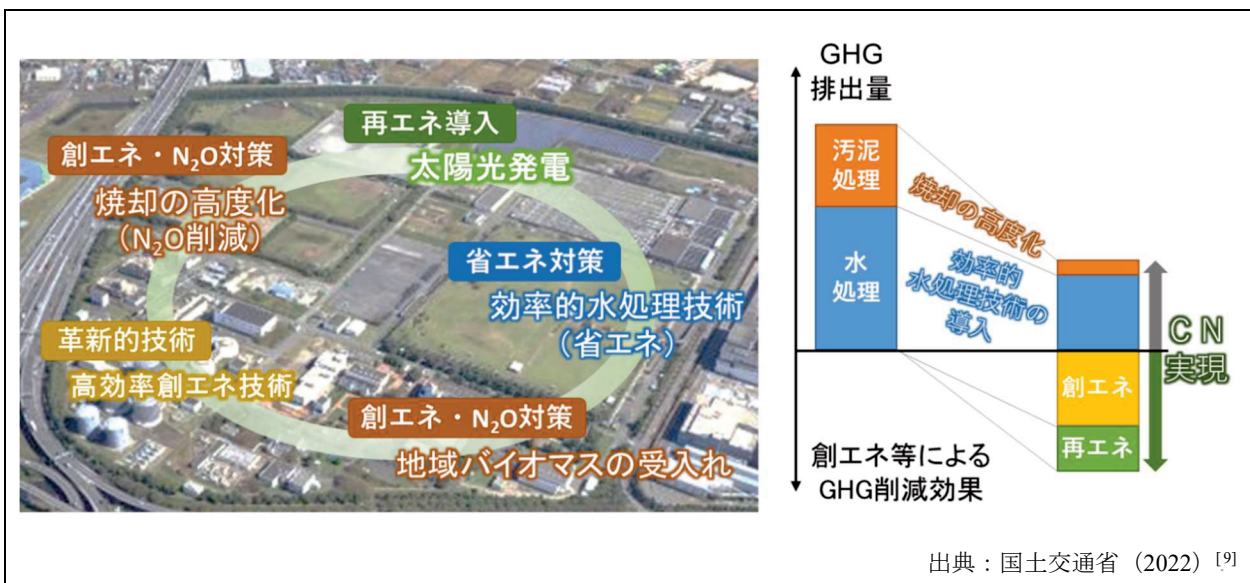 再エネ導入
太陽光発電
創エネ・N₂O対策
焼却の高度化
（N₂O削減）
省エネ対策
効率的水処理技術
（省エネ）
革新的技術
高効率創エネ技術
創エネ・N₂O対策
地域バイオマスの受入れ
GHG
排出量
汚泥
処理
水
処理
焼却の高度化
効率的
水処理技術の
導入
創エネ
再エネ
CN
実現
創エネ等による
GHG削減効果
出典：国土交通省（2022）[9]